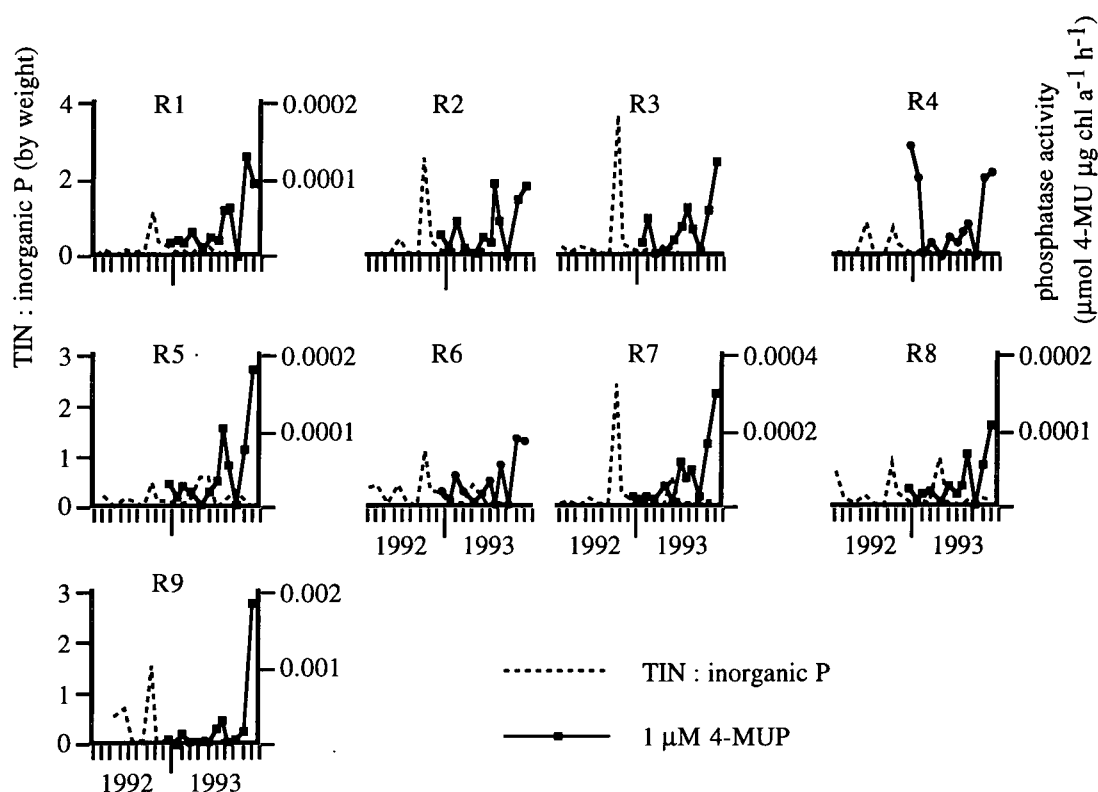 TIN : inorganic P (by weight)
phosphatase activity
(μmol 4-MU μg chl a⁻¹ h⁻¹)
R1
R2
R3
R4
4
2
0
0.0002
0.0001
R5
R6
R7
R8
3
2
1
0
0.0002
0.0001
0.0004
0.0002
0.0002
0.0001
1992
1993
1992
1993
1992
1993
R9
3
2
1
0
0.002
0.001
1992
1993
TIN : inorganic P
1 μM 4-MUP